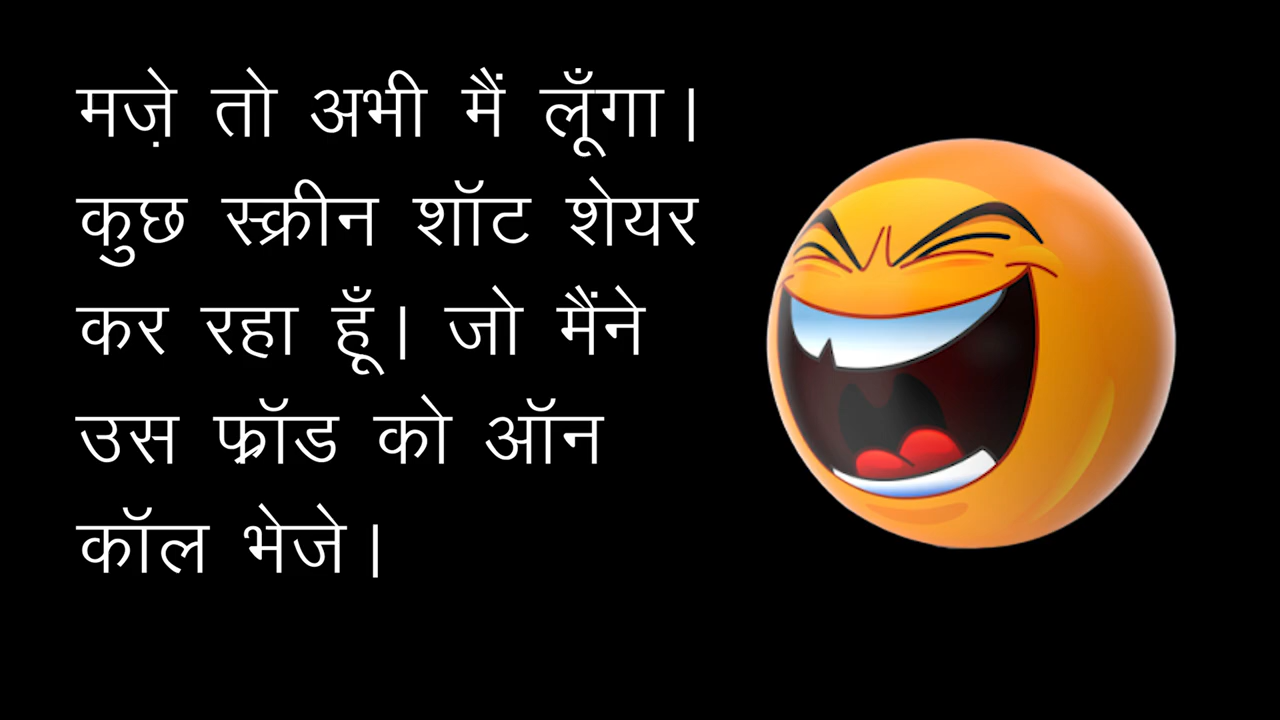 मज़े तो अभी मैं लूँगा।
कुछ स्क्रीन शॉट शेयर
कर रहा हूँ। जो मैंने
उस फ्रॉड को ऑन
कॉल भेजे।